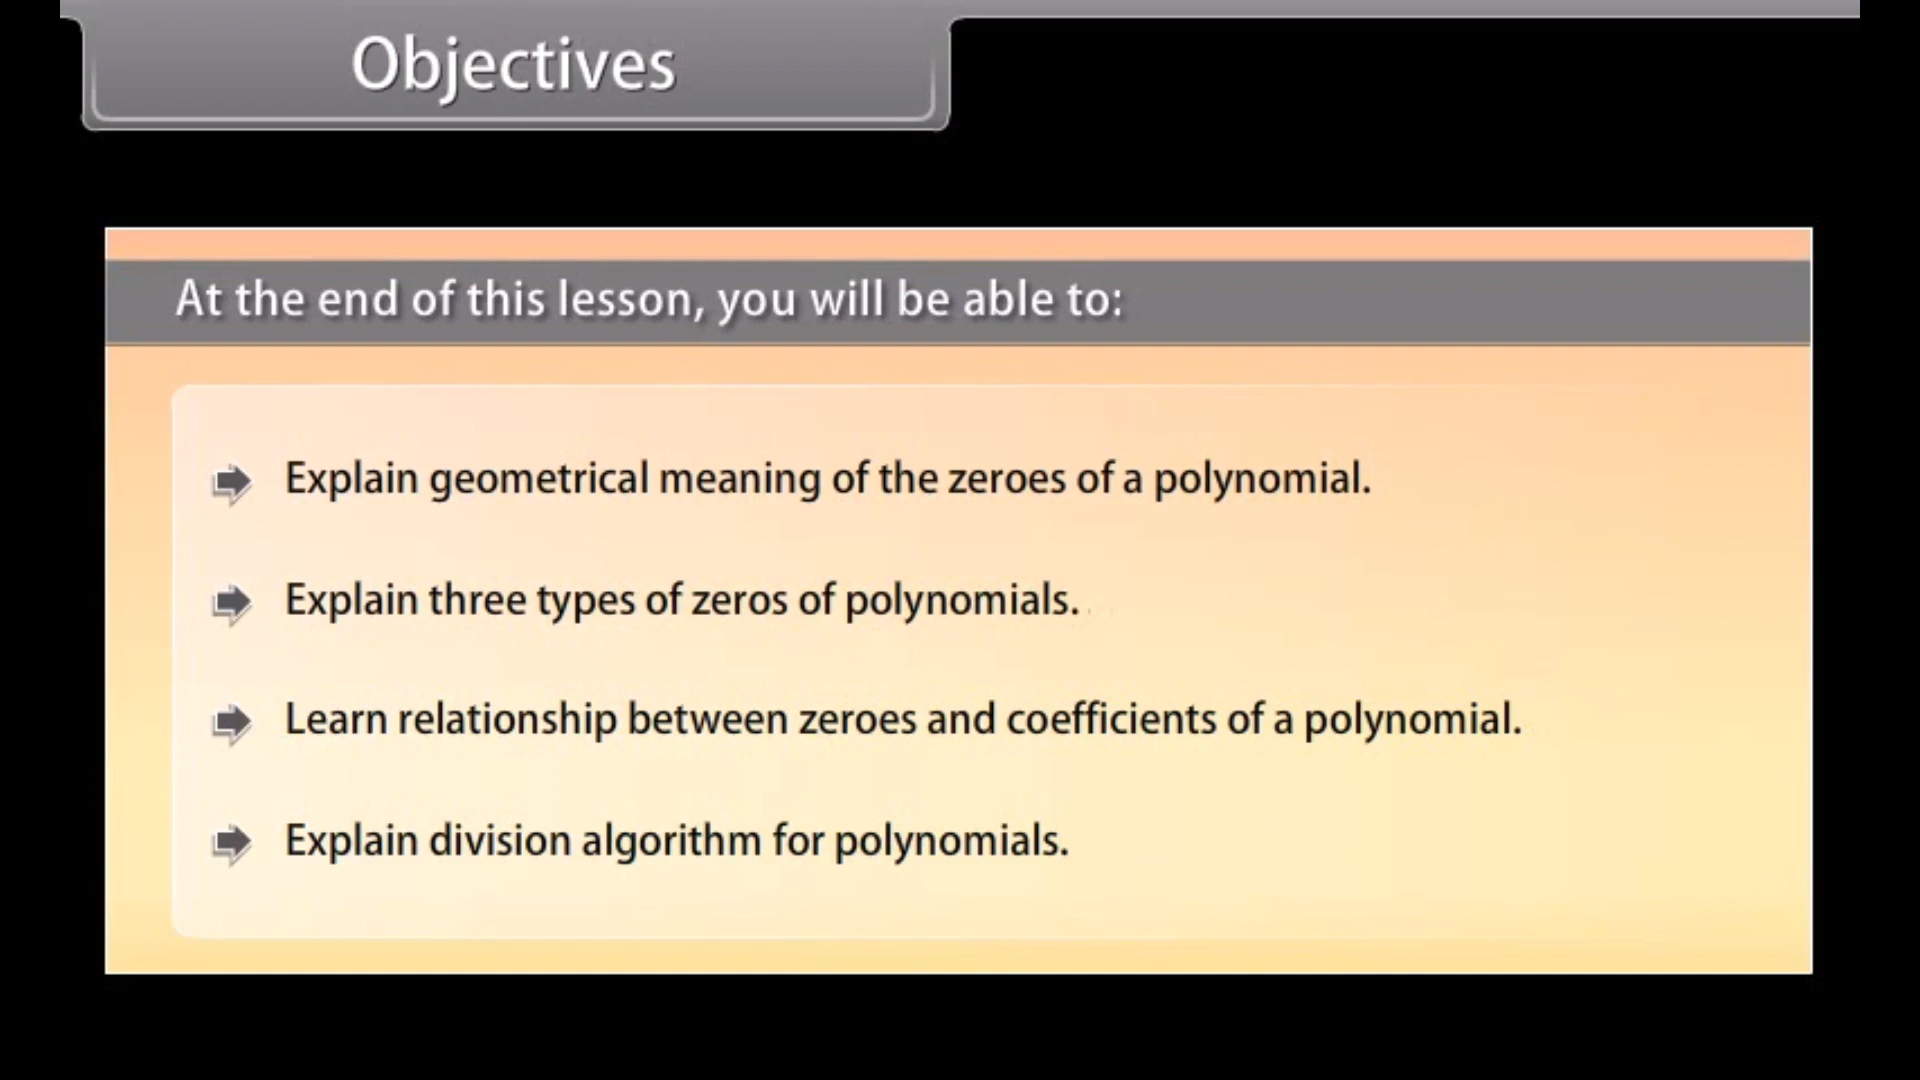 Objectives
At the end of this lesson, you will be able to:
Explain geometrical meaning of the zeroes of a polynomial.
Explain three types of zeros of polynomials.
Learn relationship between zeroes and coefficients of a polynomial.
Explain division algorithm for polynomials.